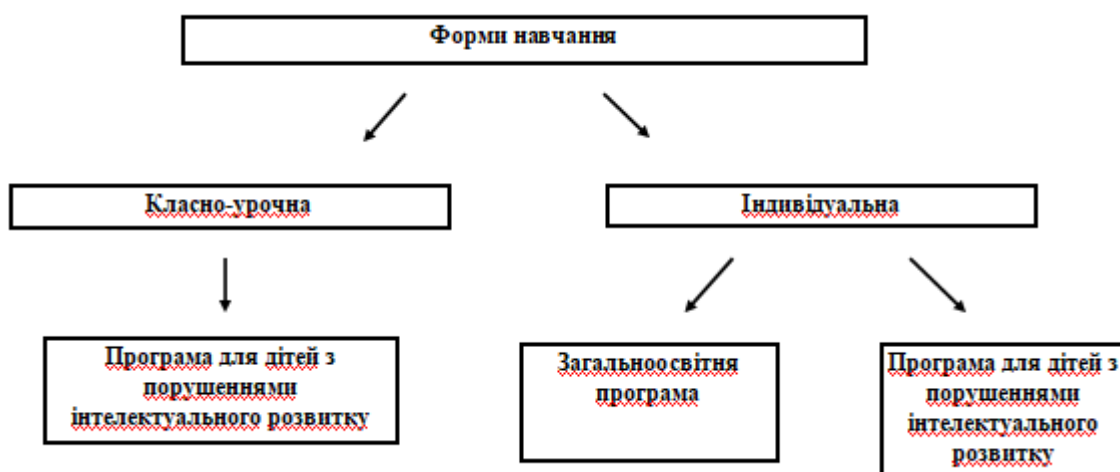 Форми навчання
Класно-урочна
Індивідуальна
Програма для дітей з
порушеннями
інтелектуального розвитку
Загальноосвітня
програма
Програма для дітей з
порушеннями
інтелектуального
розвитку